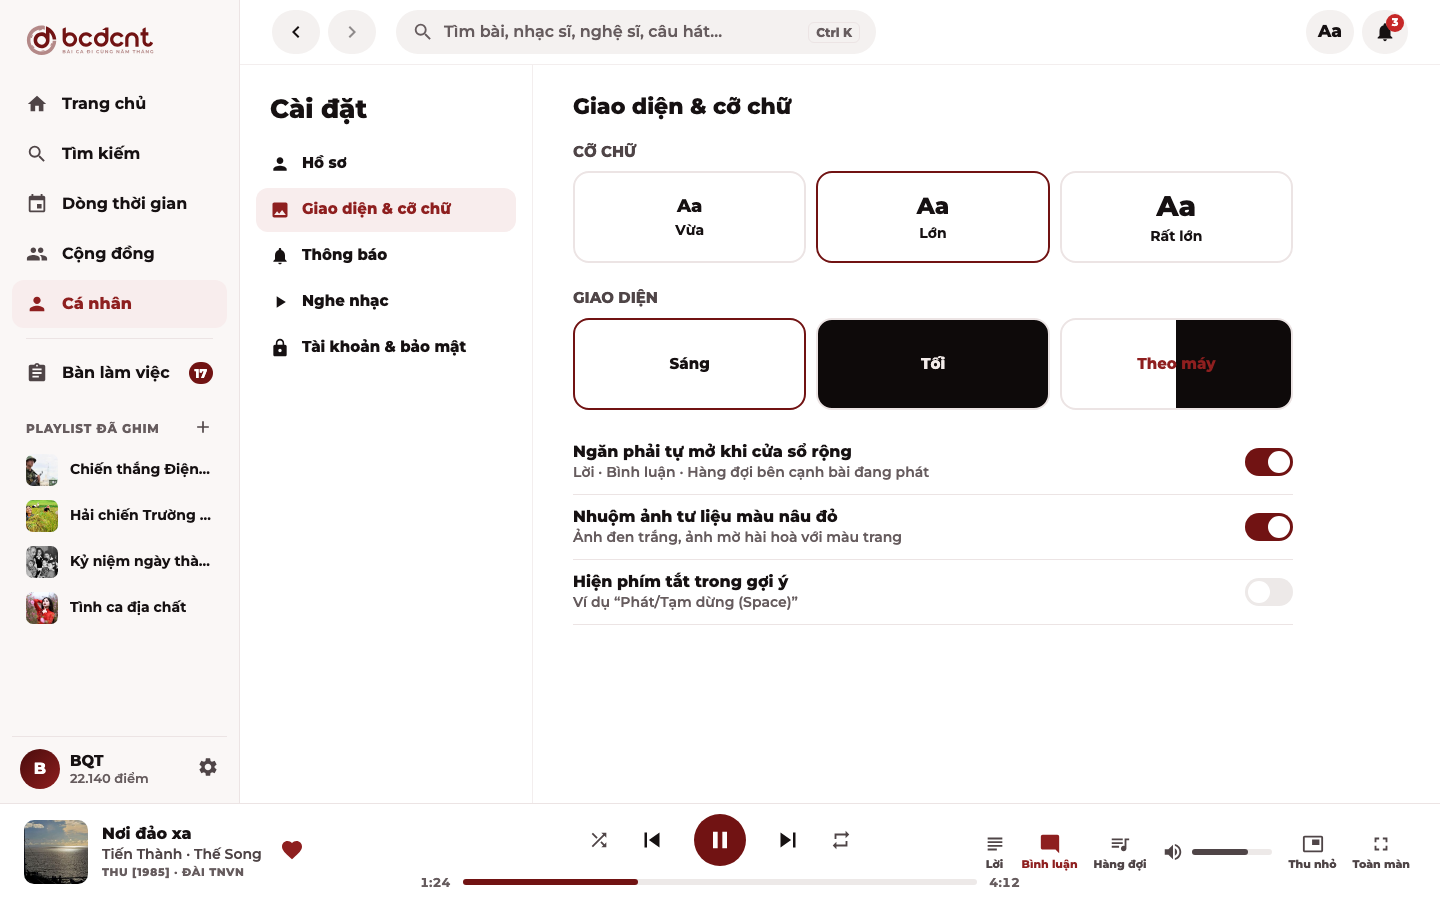 bcdcnt
BÀI CA ĐI CÙNG NĂM THÁNG
Trang chủ
Tìm kiếm
Dòng thời gian
Cộng đồng
Cá nhân
Bàn làm việc 17
PLAYLIST ĐÃ GHIM
Chiến thắng Điện...
Hải chiến Trường ...
Kỷ niệm ngày thà...
Tình ca địa chất
B
BQT
22.140 điểm
Tìm bài, nhạc sĩ, nghệ sĩ, câu hát... Ctrl K
Aa
3
Cài đặt
Hồ sơ
Giao diện & cỡ chữ
Thông báo
Nghe nhạc
Tài khoản & bảo mật
Giao diện & cỡ chữ
CỠ CHỮ
Aa
Vừa
Aa
Lớn
Aa
Rất lớn
GIAO DIỆN
Sáng
Tối
Theo máy
Ngăn phải tự mở khi cửa sổ rộng
Lời · Bình luận · Hàng đợi bên cạnh bài đang phát
Nhuộm ảnh tư liệu màu nâu đỏ
Ảnh đen trắng, ảnh mờ hài hoà với màu trang
Hiện phím tắt trong gợi ý
Ví dụ “Phát/Tạm dừng (Space)”
Nơi đảo xa
Tiến Thành · Thế Song
THU [1985] · ĐÀI TNVN
1:24
4:12
Lời
Bình luận
Hàng đợi
Thu nhỏ
Toàn màn